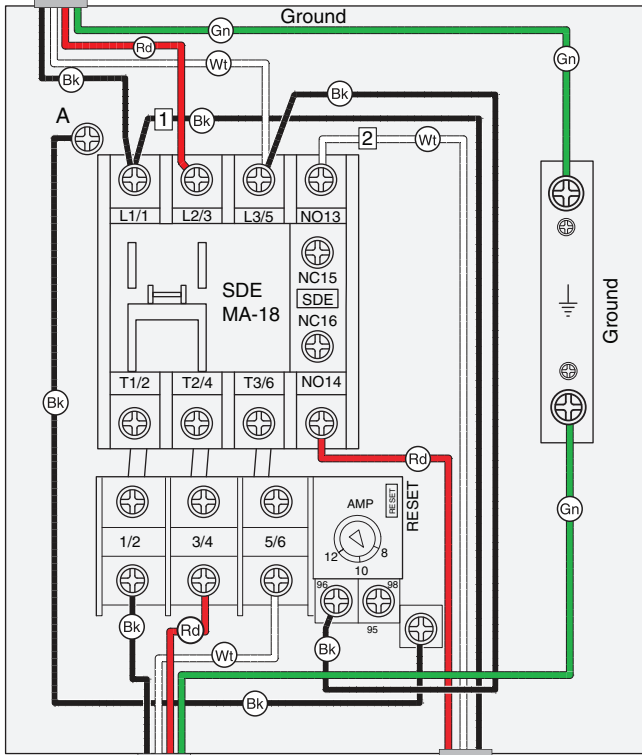 Ground
Gn
Rd
Wt
Bk
Gn
Bk
A
1
Bk
2
Wt
L1/1
L2/3
L3/5
NO13
NC15
SDE
MA-18
SDE
NC16
Ground
T1/2
T2/4
T3/6
NO14
Bk
Rd
AMP
RESET
RESET
Gn
1/2
3/4
5/6
12
8
10
96
98
95
Bk
Rd
Bk
Wt
Bk